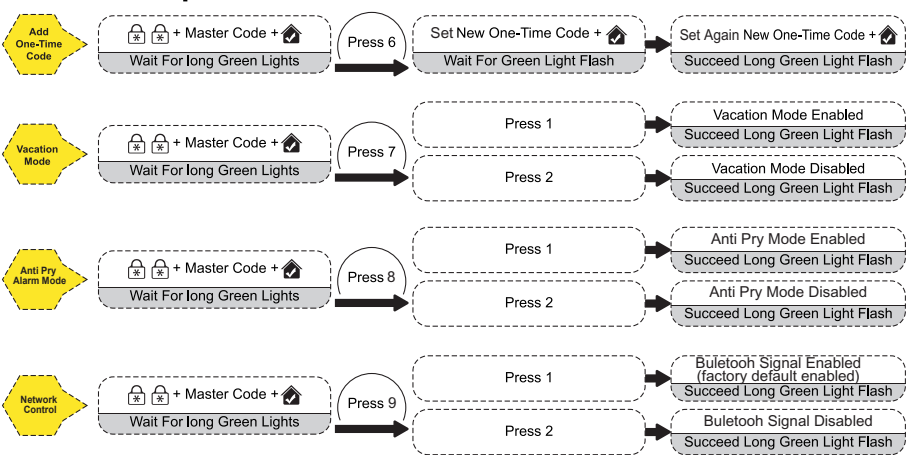 Add
One-Time
Code
+ Master Code +
Wait For long Green Lights
Press 6
Set New One-Time Code +
Wait For Green Light Flash
Set Again New One-Time Code +
Succeed Long Green Light Flash
Vacation
Mode
+ Master Code +
Wait For long Green Lights
Press 7
Press 1
Vacation Mode Enabled
Succeed Long Green Light Flash
Press 2
Vacation Mode Disabled
Succeed Long Green Light Flash
Anti Pry
Alarm Mode
+ Master Code +
Wait For long Green Lights
Press 8
Press 1
Anti Pry Mode Enabled
Succeed Long Green Light Flash
Press 2
Anti Pry Mode Disabled
Succeed Long Green Light Flash
Network
Control
+ Master Code +
Wait For long Green Lights
Press 9
Press 1
Buletooh Signal Enabled
(factory default enabled)
Succeed Long Green Light Flash
Press 2
Buletooh Signal Disabled
Succeed Long Green Light Flash